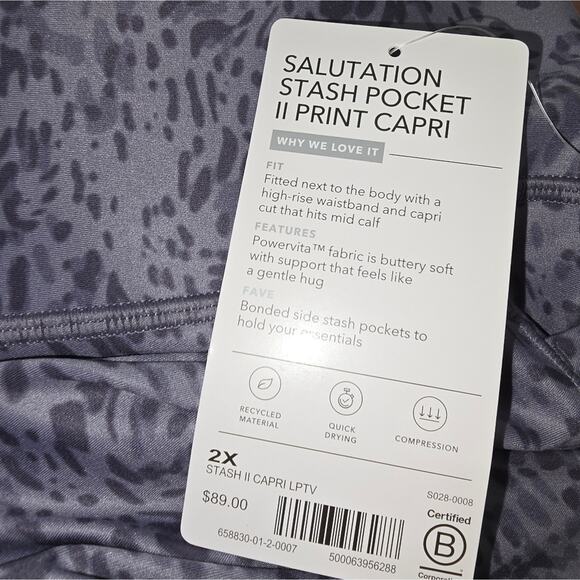 SALUTATION
STASH POCKET
II PRINT CAPRI
WHY WE LOVE IT
FIT
Fitted next to the body with a
high-rise waistband and capri
cut that hits mid calf
FEATURES
Powervita™ fabric is buttery soft
with support that feels like
a gentle hug
FAVE
Bonded side stash pockets to
hold your essentials
RECYCLED
MATERIAL
QUICK
DRYING
COMPRESSION
2X
STASH II CAPRI LPTV
S028-0008
$89.00
658830-01-2-0007
500063956288
Certified
B
Corporation